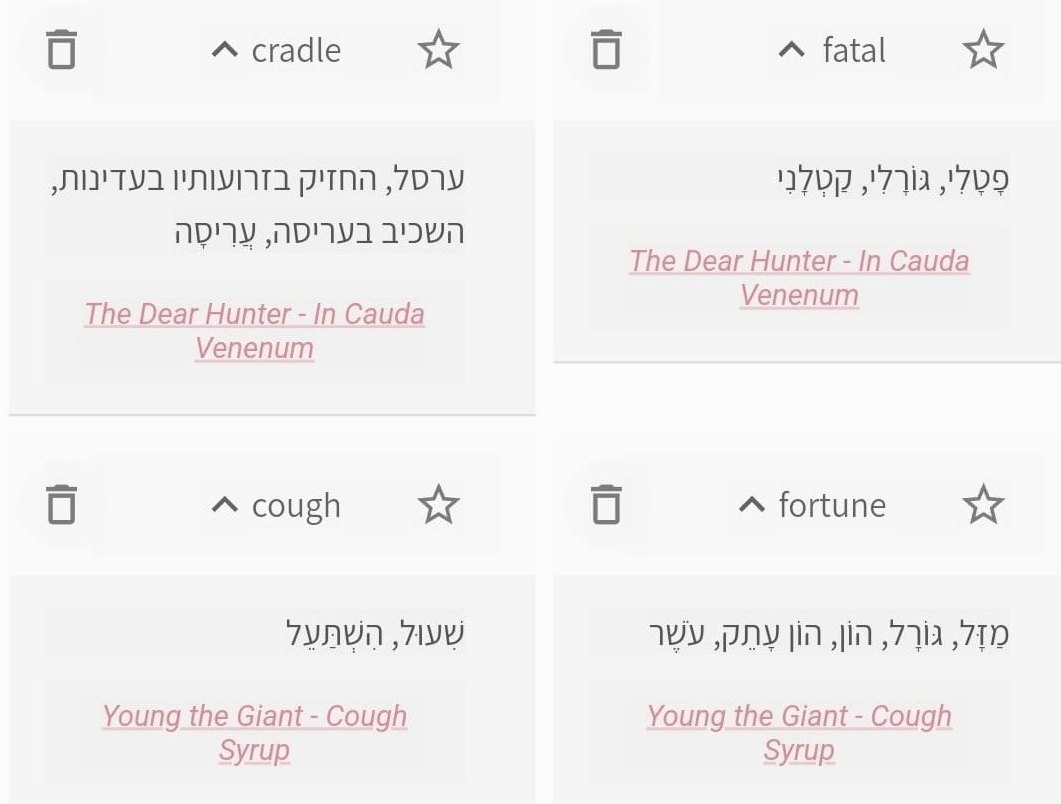 cradle
ערסל, החזיק בזרועותיו בעדינות,
השכיב בעריסה, עֲרִיסָה
The Dear Hunter - In Cauda
Venenum
fatal
פָטָלִי, גּוֹרָלִי, קַטְלָנִי
The Dear Hunter - In Cauda
Venenum
cough
שִׁעוּל, הִשְׁתַּעֵל
Young the Giant - Cough
Syrup
fortune
מַזָּל, גּוֹרָל, הוֹן, הוֹן עָתֵק, עֹשֶׁר
Young the Giant - Cough
Syrup